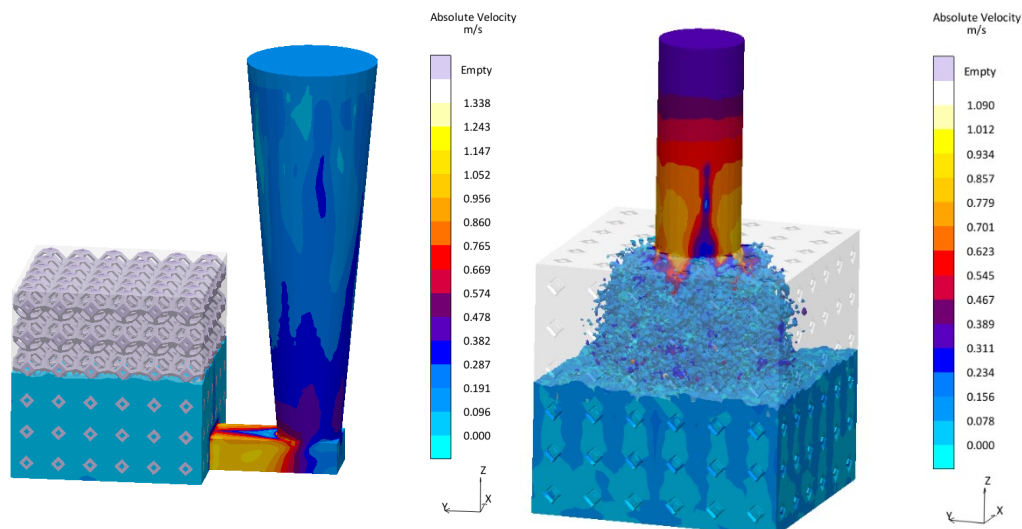 Absolute Velocity
m/s
Empty
1.338
1.243
1.147
1.052
0.956
0.860
0.765
0.669
0.574
0.478
0.382
0.287
0.191
0.096
0.000
Z
Y
X
Absolute Velocity
m/s
Empty
1.090
1.012
0.934
0.857
0.779
0.701
0.623
0.545
0.467
0.389
0.311
0.234
0.156
0.078
0.000
Z
Y
X